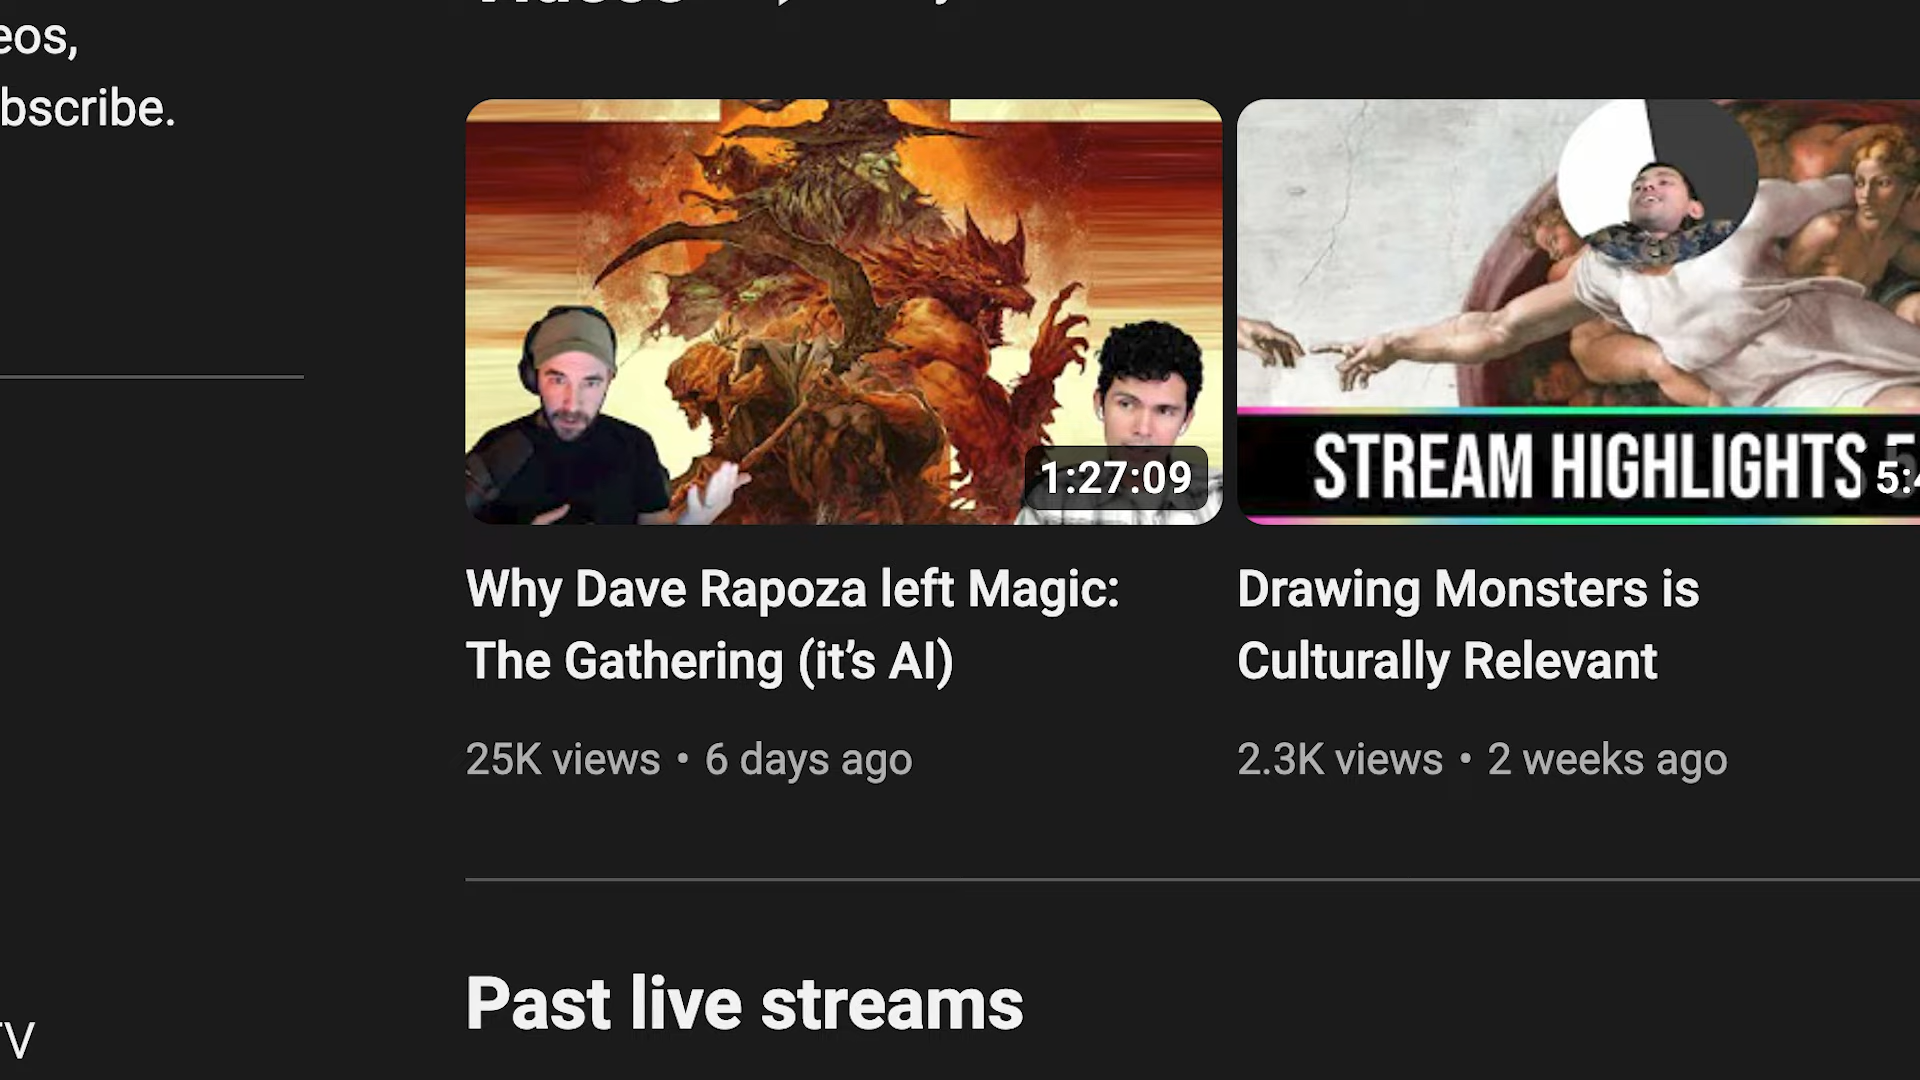 eos,
bscribe.
STREAM HIGHLIGHTS
1:27:09
Why Dave Rapoza left Magic:
The Gathering (it’s AI)
25K views • 6 days ago
Drawing Monsters is
Culturally Relevant
2.3K views • 2 weeks ago
Past live streams